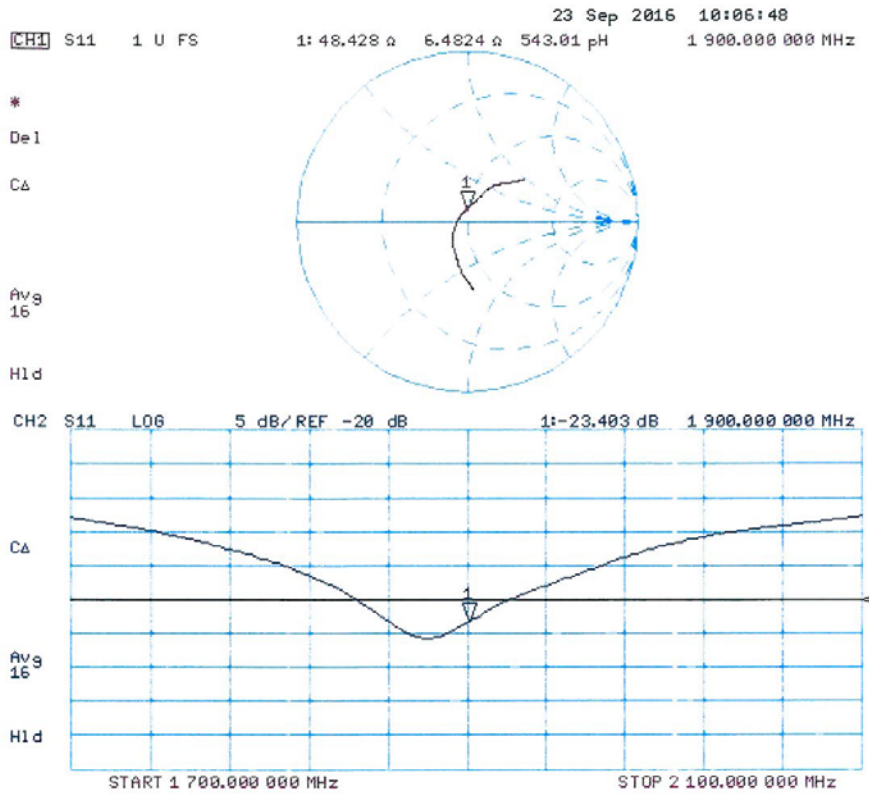 23 Sep 2016 10:06:48
CH1 S11 1 U FS 1: 48.428 Ω 6.4824 Ω 543.01 pH 1 900.000 000 MHz
*
Del
1
CΔ
Avg
16
Hld
CH2 S11 LOG 5 dB/REF -20 dB 1:-23.403 dB 1 900.000 000 MHz
CΔ
1
Avg
16
Hld
START 1 700.000 000 MHz STOP 2 100.000 000 MHz